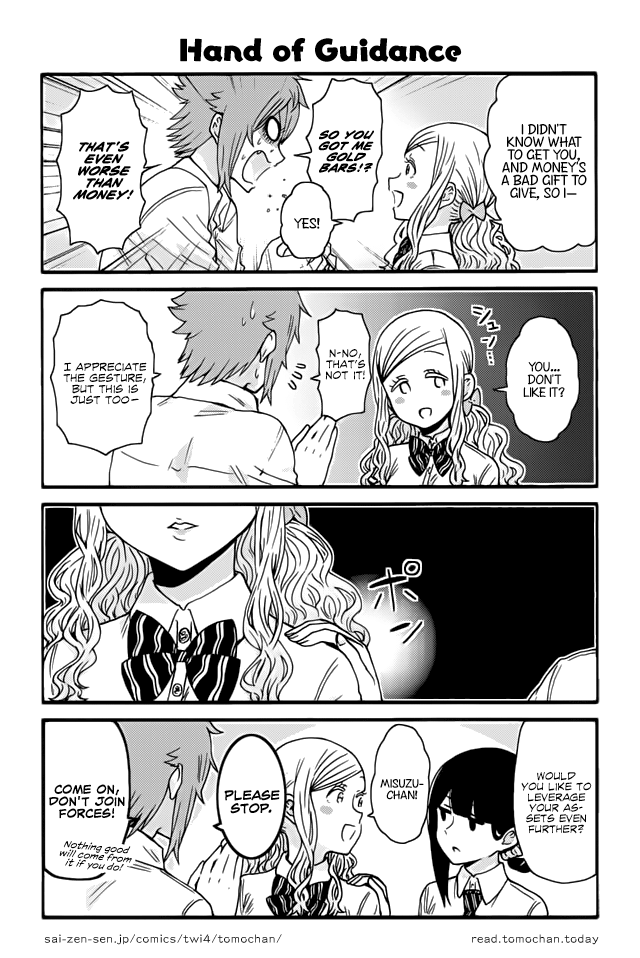 Hand of Guidance
I DIDN'T
KNOW WHAT
TO GET YOU,
AND MONEY'S
A BAD GIFT TO
GIVE, SO I—
SO YOU
GOT ME
GOLD
BARS!?
YES!
THAT'S
EVEN
WORSE
THAN
MONEY!
YOU...
DON'T
LIKE IT?
シュン…
N-NO,
THAT'S
NOT IT!
I APPRECIATE
THE GESTURE,
BUT THIS IS
JUST TOO—
ポン
WOULD
YOU LIKE TO
LEVERAGE
YOUR AS-
SETS EVEN
FURTHER?
MISUZU-
CHAN!
PLEASE
STOP.
COME ON,
DON'T JOIN
FORCES!
Nothing good
will come from
it if you do!
sai-zen-sen.jp/comics/twi4/tomochan/
read.tomochan.today